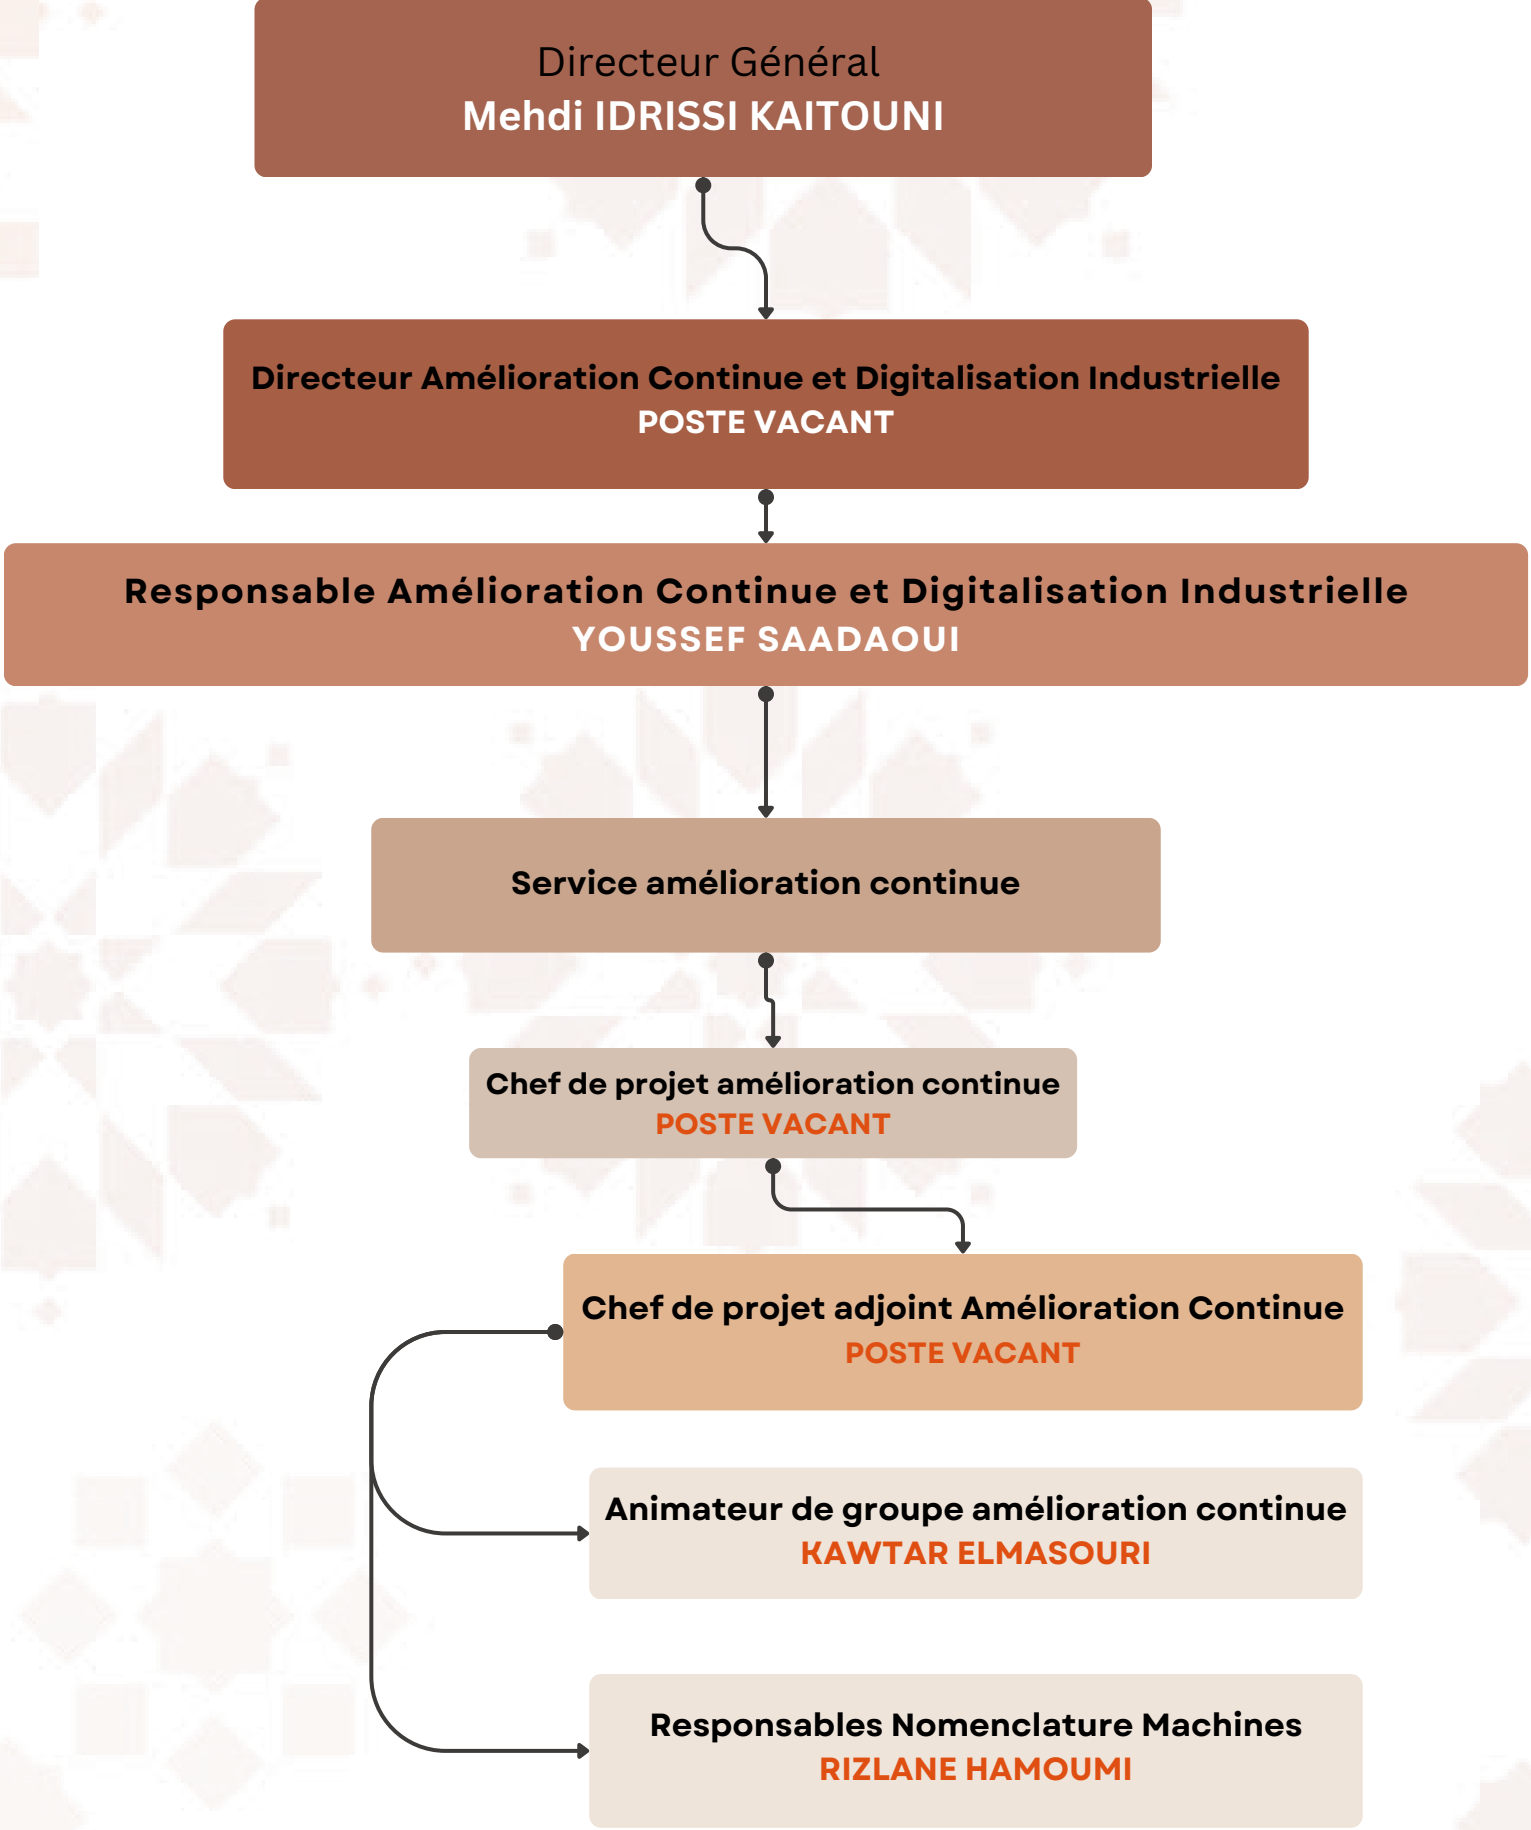 Directeur Général
Mehdi IDRISSI KAITOUNI
Directeur Amélioration Continue et Digitalisation Industrielle
POSTE VACANT
Responsable Amélioration Continue et Digitalisation Industrielle
YOUSSEF SAADAOUI
Service amélioration continue
Chef de projet amélioration continue
POSTE VACANT
Chef de projet adjoint Amélioration Continue
POSTE VACANT
Animateur de groupe amélioration continue
KAWTAR ELMASOURI
Responsables Nomenclature Machines
RIZLANE HAMOUMI